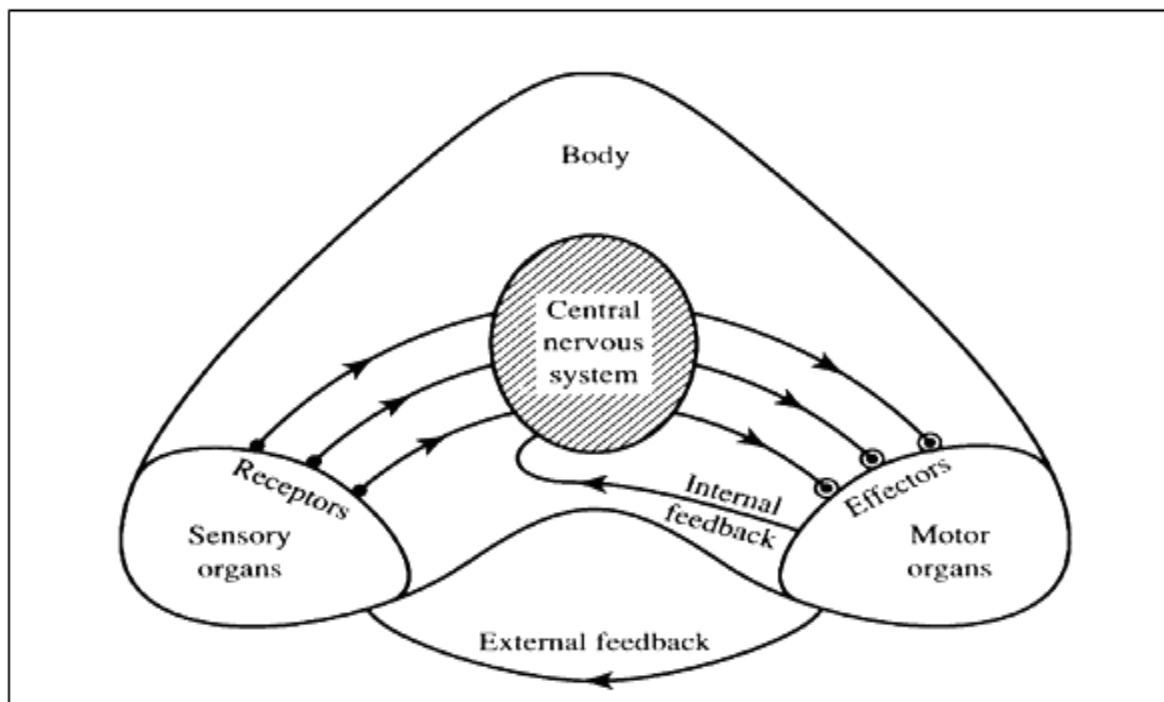 Body
Central
nervous
system
Receptors
Sensory
organs
Internal
feedback
Effectors
Motor
organs
External feedback